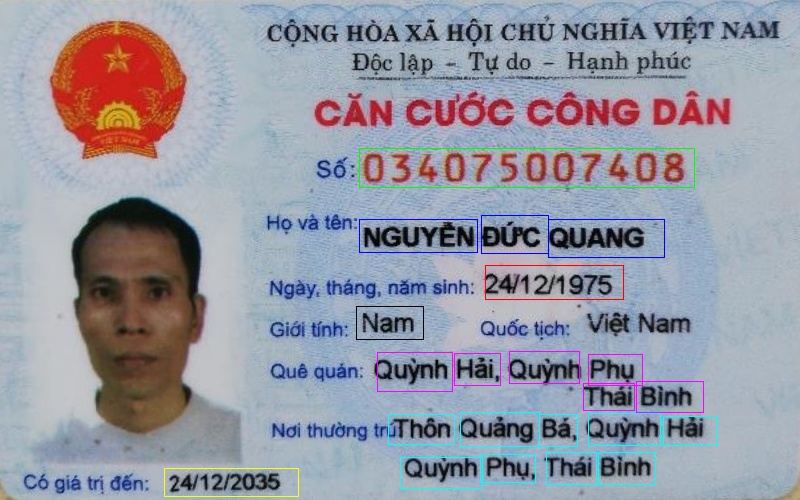 CỘNG HÒA XÃ HỘI CHỦ NGHĨA VIỆT NAM
Độc lập - Tự do - Hạnh phúc
VIỆT NAM
CĂN CƯỚC CÔNG DÂN
Số: 034075007408
Họ và tên: NGUYỄN ĐỨC QUANG
Ngày, tháng, năm sinh: 24/12/1975
Giới tính: Nam Quốc tịch: Việt Nam
Quê quán: Quỳnh Hải, Quỳnh Phụ
Thái Bình
Nơi thường trú: Thôn Quảng Bá, Quỳnh Hải
Quỳnh Phụ, Thái Bình
Có giá trị đến: 24/12/2035